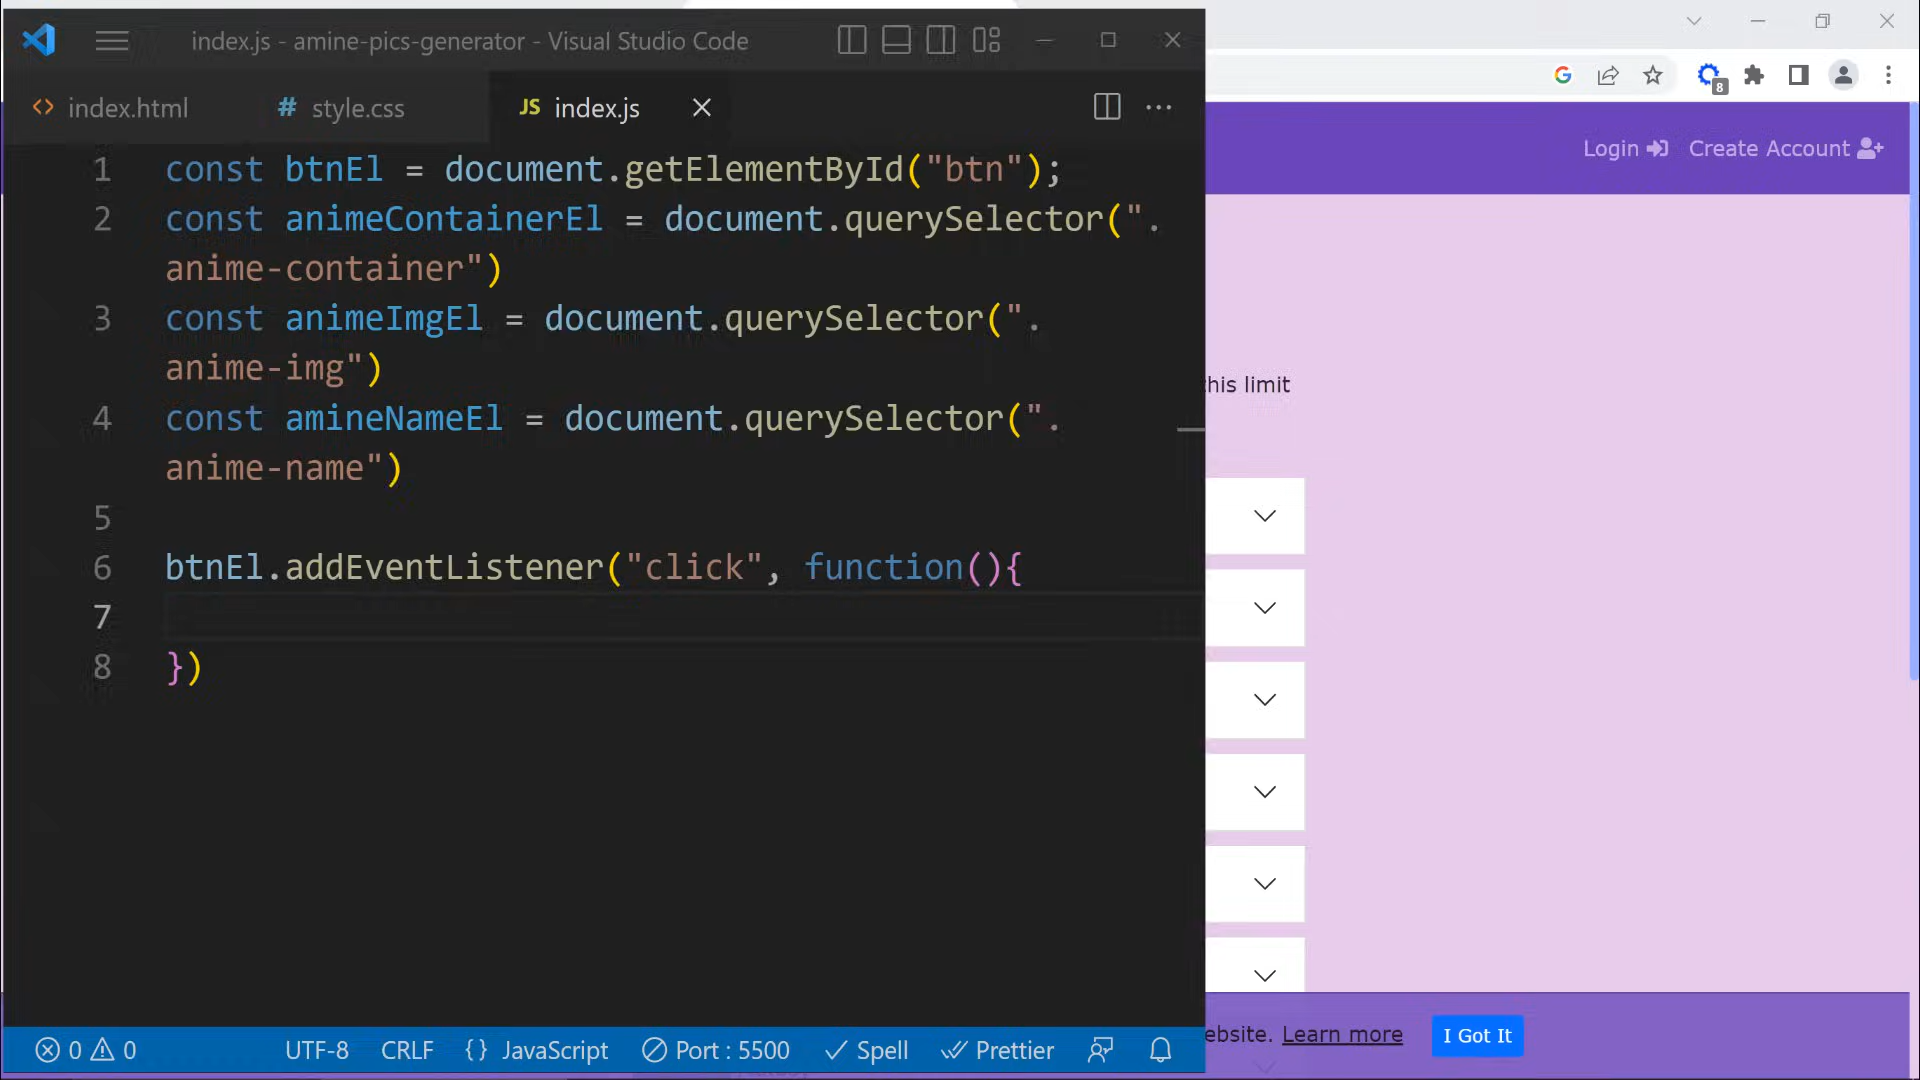 index.js - amine-pics-generator - Visual Studio Code
index.html
style.css
JS index.js
1 const btnEl = document.getElementById("btn");
2 const animeContainerEl = document.querySelector(".
anime-container")
3 const animeImgEl = document.querySelector(".
anime-img")
4 const amineNameEl = document.querySelector(".
anime-name")
5
6 btnEl.addEventListener("click", function(){
7
8 })
0 0
UTF-8
CRLF
{} JavaScript
Port : 5500
Spell
Prettier
8
Login
Create Account
this limit
ebsite. Learn more
I Got It